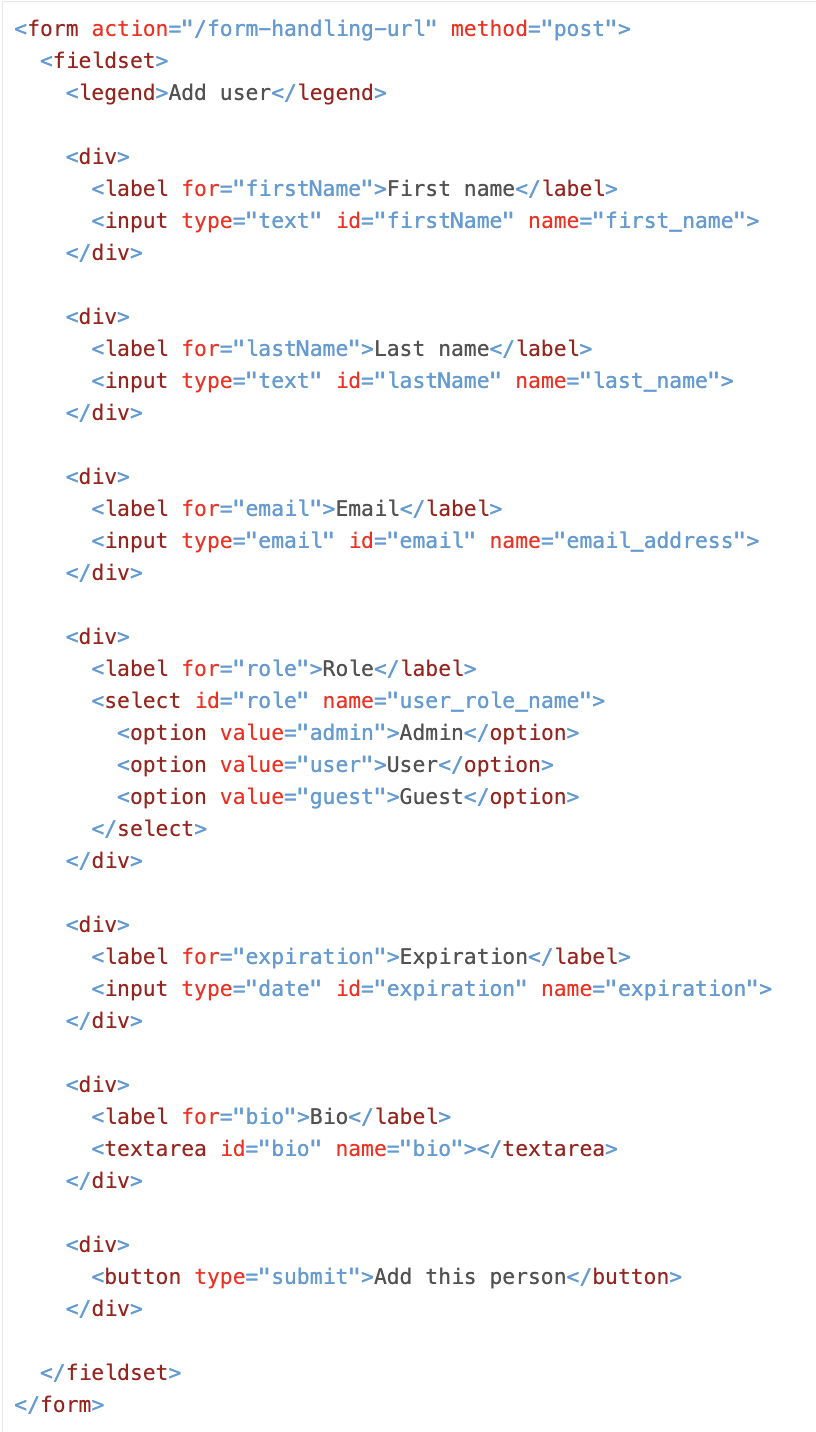 <form action="/form-handling-url" method="post">
  <fieldset>
    <legend>Add user</legend>

    <div>
      <label for="firstName">First name</label>
      <input type="text" id="firstName" name="first_name">
    </div>

    <div>
      <label for="lastName">Last name</label>
      <input type="text" id="lastName" name="last_name">
    </div>

    <div>
      <label for="email">Email</label>
      <input type="email" id="email" name="email_address">
    </div>

    <div>
      <label for="role">Role</label>
      <select id="role" name="user_role_name">
        <option value="admin">Admin</option>
        <option value="user">User</option>
        <option value="guest">Guest</option>
      </select>
    </div>

    <div>
      <label for="expiration">Expiration</label>
      <input type="date" id="expiration" name="expiration">
    </div>

    <div>
      <label for="bio">Bio</label>
      <textarea id="bio" name="bio"></textarea>
    </div>

    <div>
      <button type="submit">Add this person</button>
    </div>

  </fieldset>
</form>